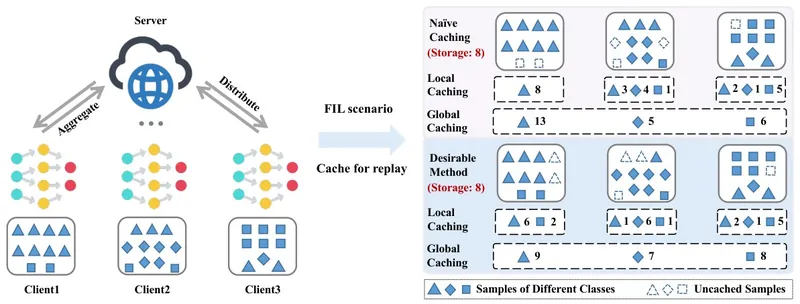 Server
Aggregate
Distribute
...
Client1
Client2
Client3
FIL scenario
Cache for replay
Naïve
Caching
(Storage: 8)
Local
Caching
8
3 4 1
2 1 5
Global
Caching
13 5 6
Desirable
Method
(Storage: 8)
Local
Caching
6 2
1 6 1
2 1 5
Global
Caching
9 7 8
Samples of Different Classes
Uncached Samples